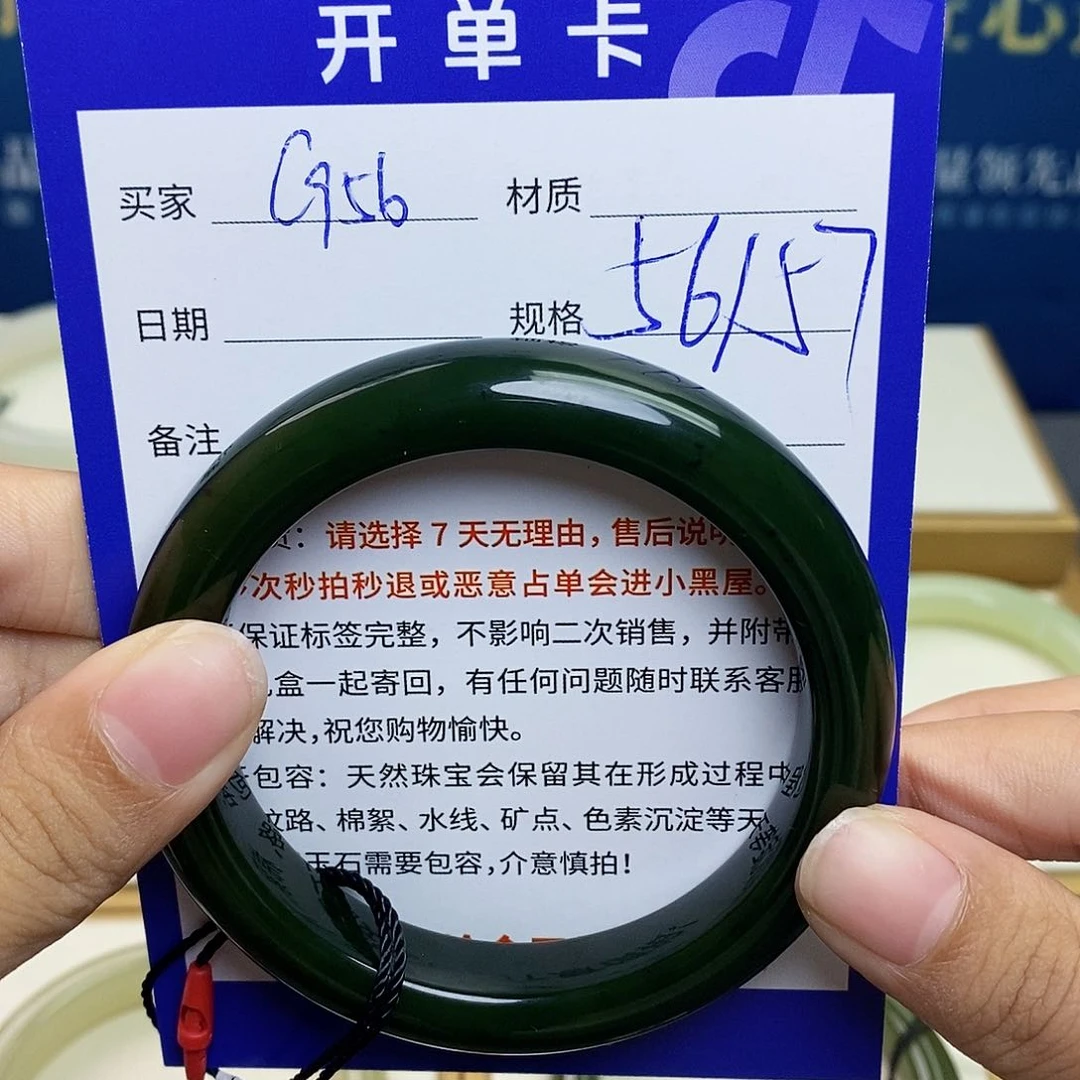 开单卡
买家 C956 材质
日期 规格 56/57
备注
请选择 7 天无理由，售后说
次秒拍秒退或恶意占单会进小黑屋。
保证标签完整，不影响二次销售，并附带
盒一起寄回，有任何问题随时联系客服
解决，祝您购物愉快。
包容：天然珠宝会保留其在形成过程中
纹路、棉絮、水线、矿点、色素沉淀等天
玉石需要包容，介意慎拍！